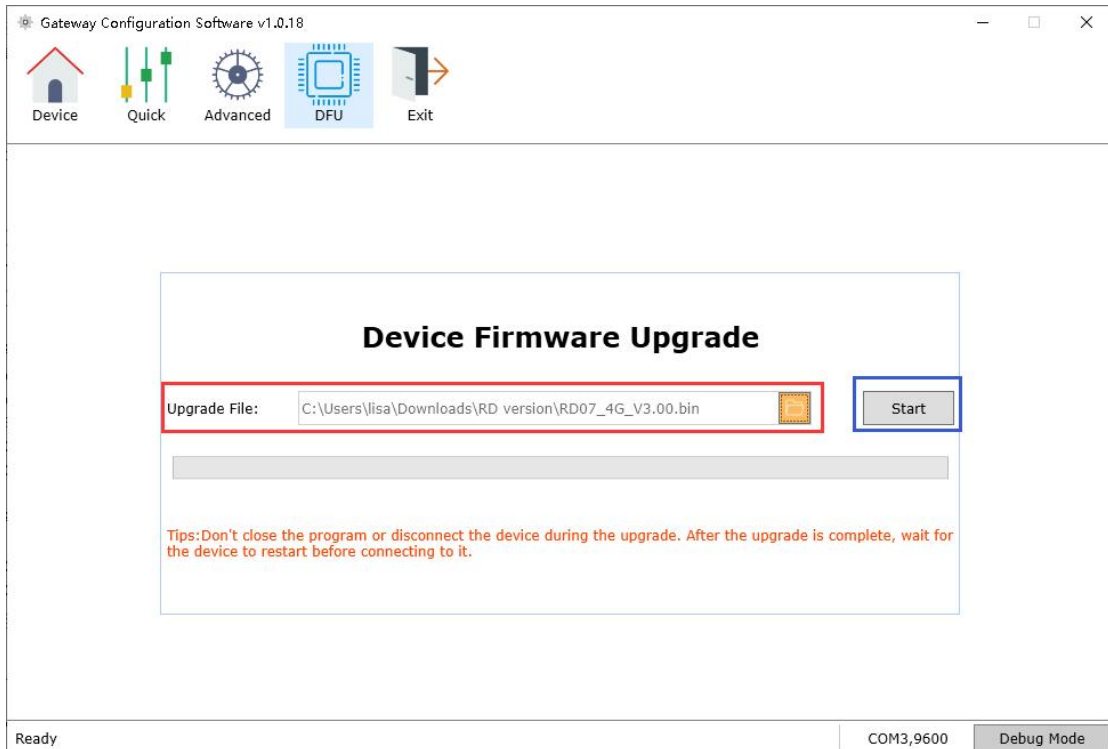 Gateway Configuration Software v1.0.18
Device Quick Advanced DFU Exit
Device Firmware Upgrade
Upgrade File: C:\Users\lisa\Downloads\RD version\RD07_4G_V3.00.bin Start
Tips:Don't close the program or disconnect the device during the upgrade. After the upgrade is complete, wait for
the device to restart before connecting to it.
Ready COM3,9600 Debug Mode